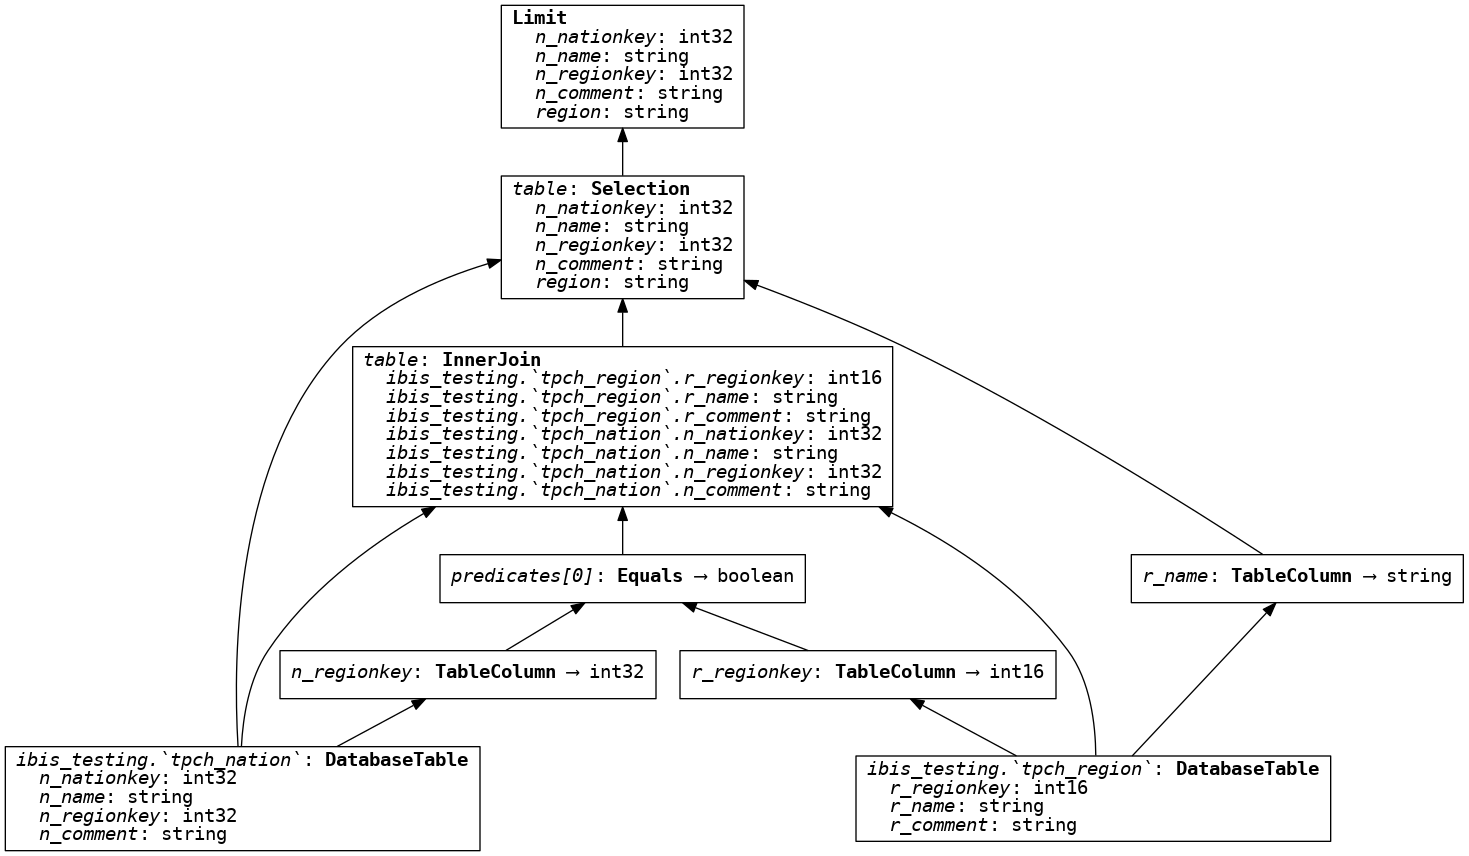 Limit
n_nationkey: int32
n_name: string
n_regionkey: int32
n_comment: string
region: string
table: Selection
n_nationkey: int32
n_name: string
n_regionkey: int32
n_comment: string
region: string
table: InnerJoin
ibis_testing.`tpch_region`.r_regionkey: int16
ibis_testing.`tpch_region`.r_name: string
ibis_testing.`tpch_region`.r_comment: string
ibis_testing.`tpch_nation`.n_nationkey: int32
ibis_testing.`tpch_nation`.n_name: string
ibis_testing.`tpch_nation`.n_regionkey: int32
ibis_testing.`tpch_nation`.n_comment: string
predicates[0]: Equals → boolean
r_name: TableColumn → string
n_regionkey: TableColumn → int32
r_regionkey: TableColumn → int16
ibis_testing.`tpch_nation`: DatabaseTable
n_nationkey: int32
n_name: string
n_regionkey: int32
n_comment: string
ibis_testing.`tpch_region`: DatabaseTable
r_regionkey: int16
r_name: string
r_comment: string